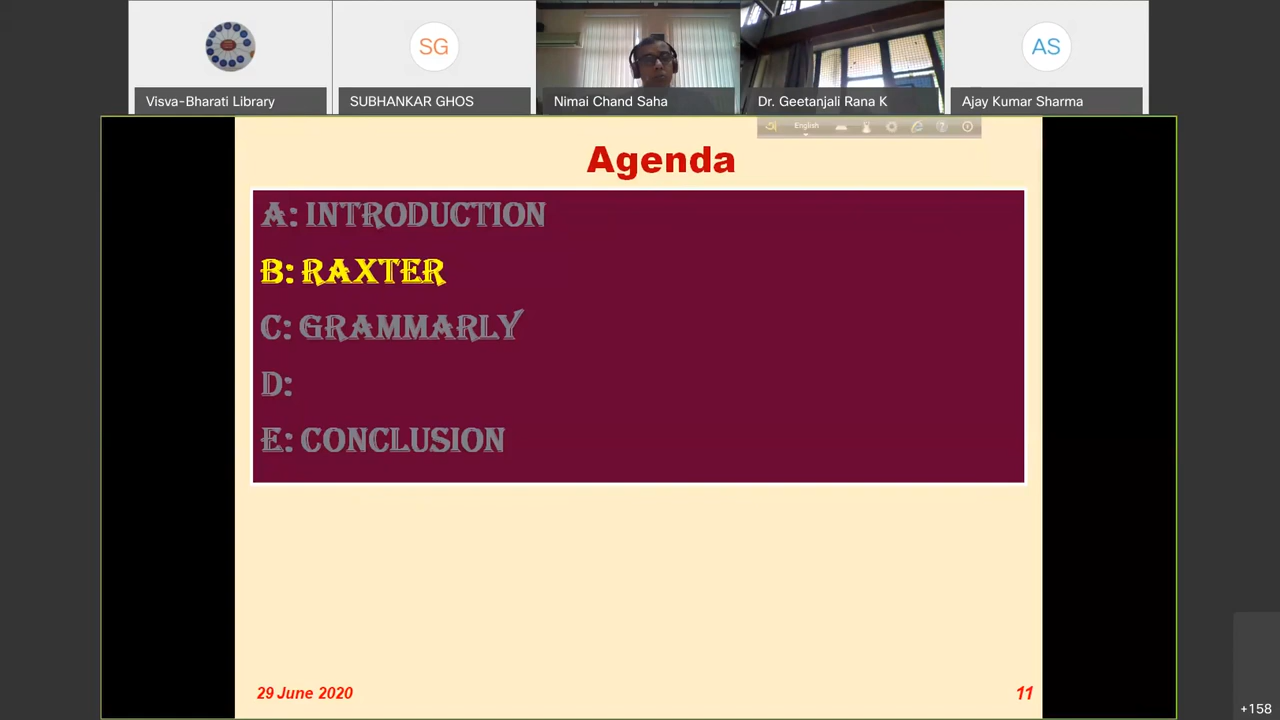 SG
AS
Visva-Bharati Library
SUBHANKAR GHOS
Nimai Chand Saha
Dr. Geetanjali Rana K
Ajay Kumar Sharma
English
Agenda
A: INTRODUCTION
B: RAXTER
C: GRAMMARLY
D:
E: CONCLUSION
29 June 2020
11
+158